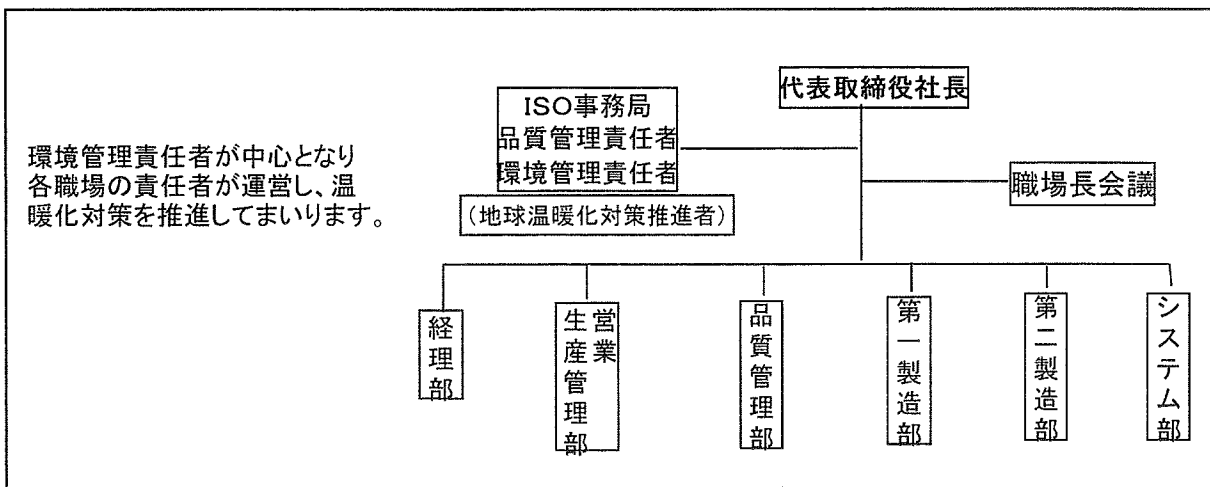 代表取締役社長
ISO事務局
品質管理責任者
環境管理責任者
(地球温暖化対策推進者)
環境管理責任者が中心となり
各職場の責任者が運営し、温
暖化対策を推進してまいります。
職場長会議
経理部
営業
生産管理部
品質管理部
第一製造部
第二製造部
システム部